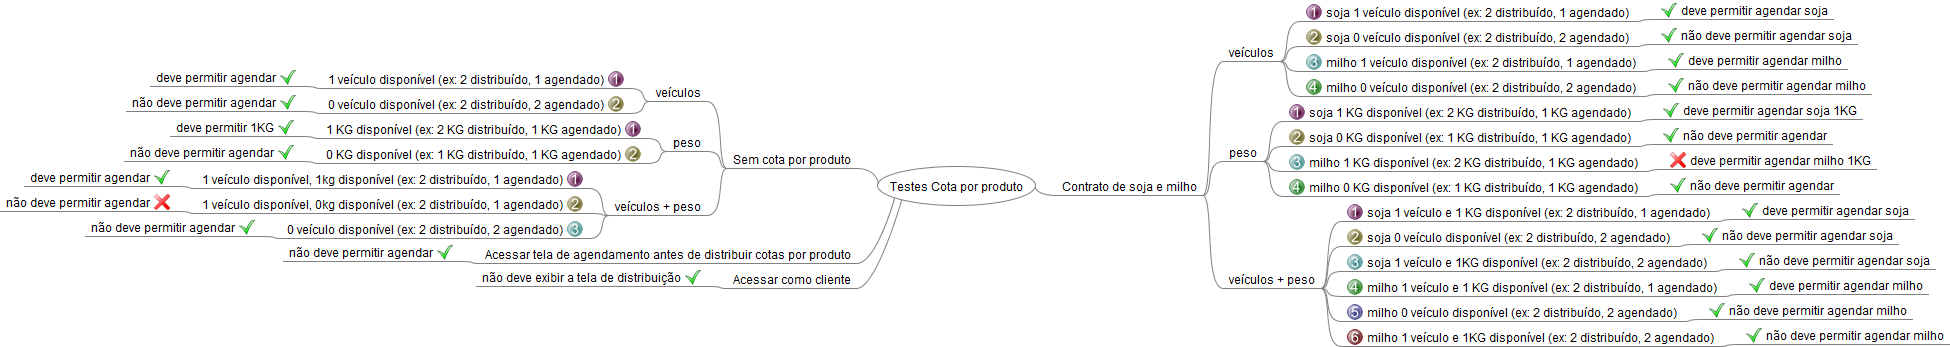 Testes Cota por produto
Sem cota por produto
veículos
1 1 veículo disponível (ex: 2 distribuído, 1 agendado)
deve permitir agendar
2 0 veículo disponível (ex: 2 distribuído, 2 agendado)
não deve permitir agendar
peso
1 1 KG disponível (ex: 2 KG distribuído, 1 KG agendado)
deve permitir 1KG
2 0 KG disponível (ex: 1 KG distribuído, 1 KG agendado)
não deve permitir agendar
veículos + peso
1 1 veículo disponível, 1kg disponível (ex: 2 distribuído, 1 agendado)
deve permitir agendar
2 1 veículo disponível, 0kg disponível (ex: 2 distribuído, 1 agendado)
não deve permitir agendar
3 0 veículo disponível (ex: 2 distribuído, 2 agendado)
não deve permitir agendar
Acessar tela de agendamento antes de distribuir cotas por produto
não deve permitir agendar
Acessar como cliente
não deve exibir a tela de distribuição
Contrato de soja e milho
veículos
1 soja 1 veículo disponível (ex: 2 distribuído, 1 agendado)
deve permitir agendar soja
2 soja 0 veículo disponível (ex: 2 distribuído, 2 agendado)
não deve permitir agendar soja
3 milho 1 veículo disponível (ex: 2 distribuído, 1 agendado)
deve permitir agendar milho
4 milho 0 veículo disponível (ex: 2 distribuído, 2 agendado)
não deve permitir agendar milho
peso
1 soja 1 KG disponível (ex: 2 KG distribuído, 1 KG agendado)
deve permitir agendar soja 1KG
2 soja 0 KG disponível (ex: 1 KG distribuído, 1 KG agendado)
não deve permitir agendar
3 milho 1 KG disponível (ex: 2 KG distribuído, 1 KG agendado)
deve permitir agendar milho 1KG
4 milho 0 KG disponível (ex: 1 KG distribuído, 1 KG agendado)
não deve permitir agendar
veículos + peso
1 soja 1 veículo e 1 KG disponível (ex: 2 distribuído, 1 agendado)
deve permitir agendar soja
2 soja 0 veículo disponível (ex: 2 distribuído, 2 agendado)
não deve permitir agendar soja
3 soja 1 veículo e 1KG disponível (ex: 2 distribuído, 2 agendado)
não deve permitir agendar soja
4 milho 1 veículo e 1 KG disponível (ex: 2 distribuído, 1 agendado)
deve permitir agendar milho
5 milho 0 veículo disponível (ex: 2 distribuído, 2 agendado)
não deve permitir agendar milho
6 milho 1 veículo e 1KG disponível (ex: 2 distribuído, 2 agendado)
não deve permitir agendar milho